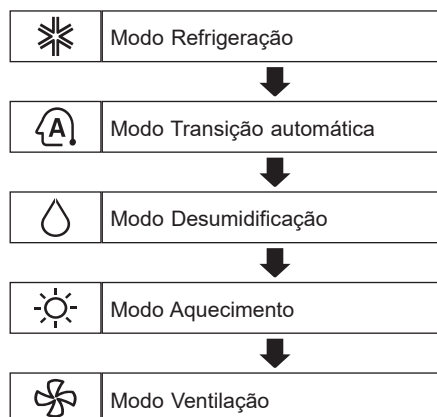 Modo Refrigeração
A
Modo Transição automática
Modo Desumidificação
Modo Aquecimento
Modo Ventilação